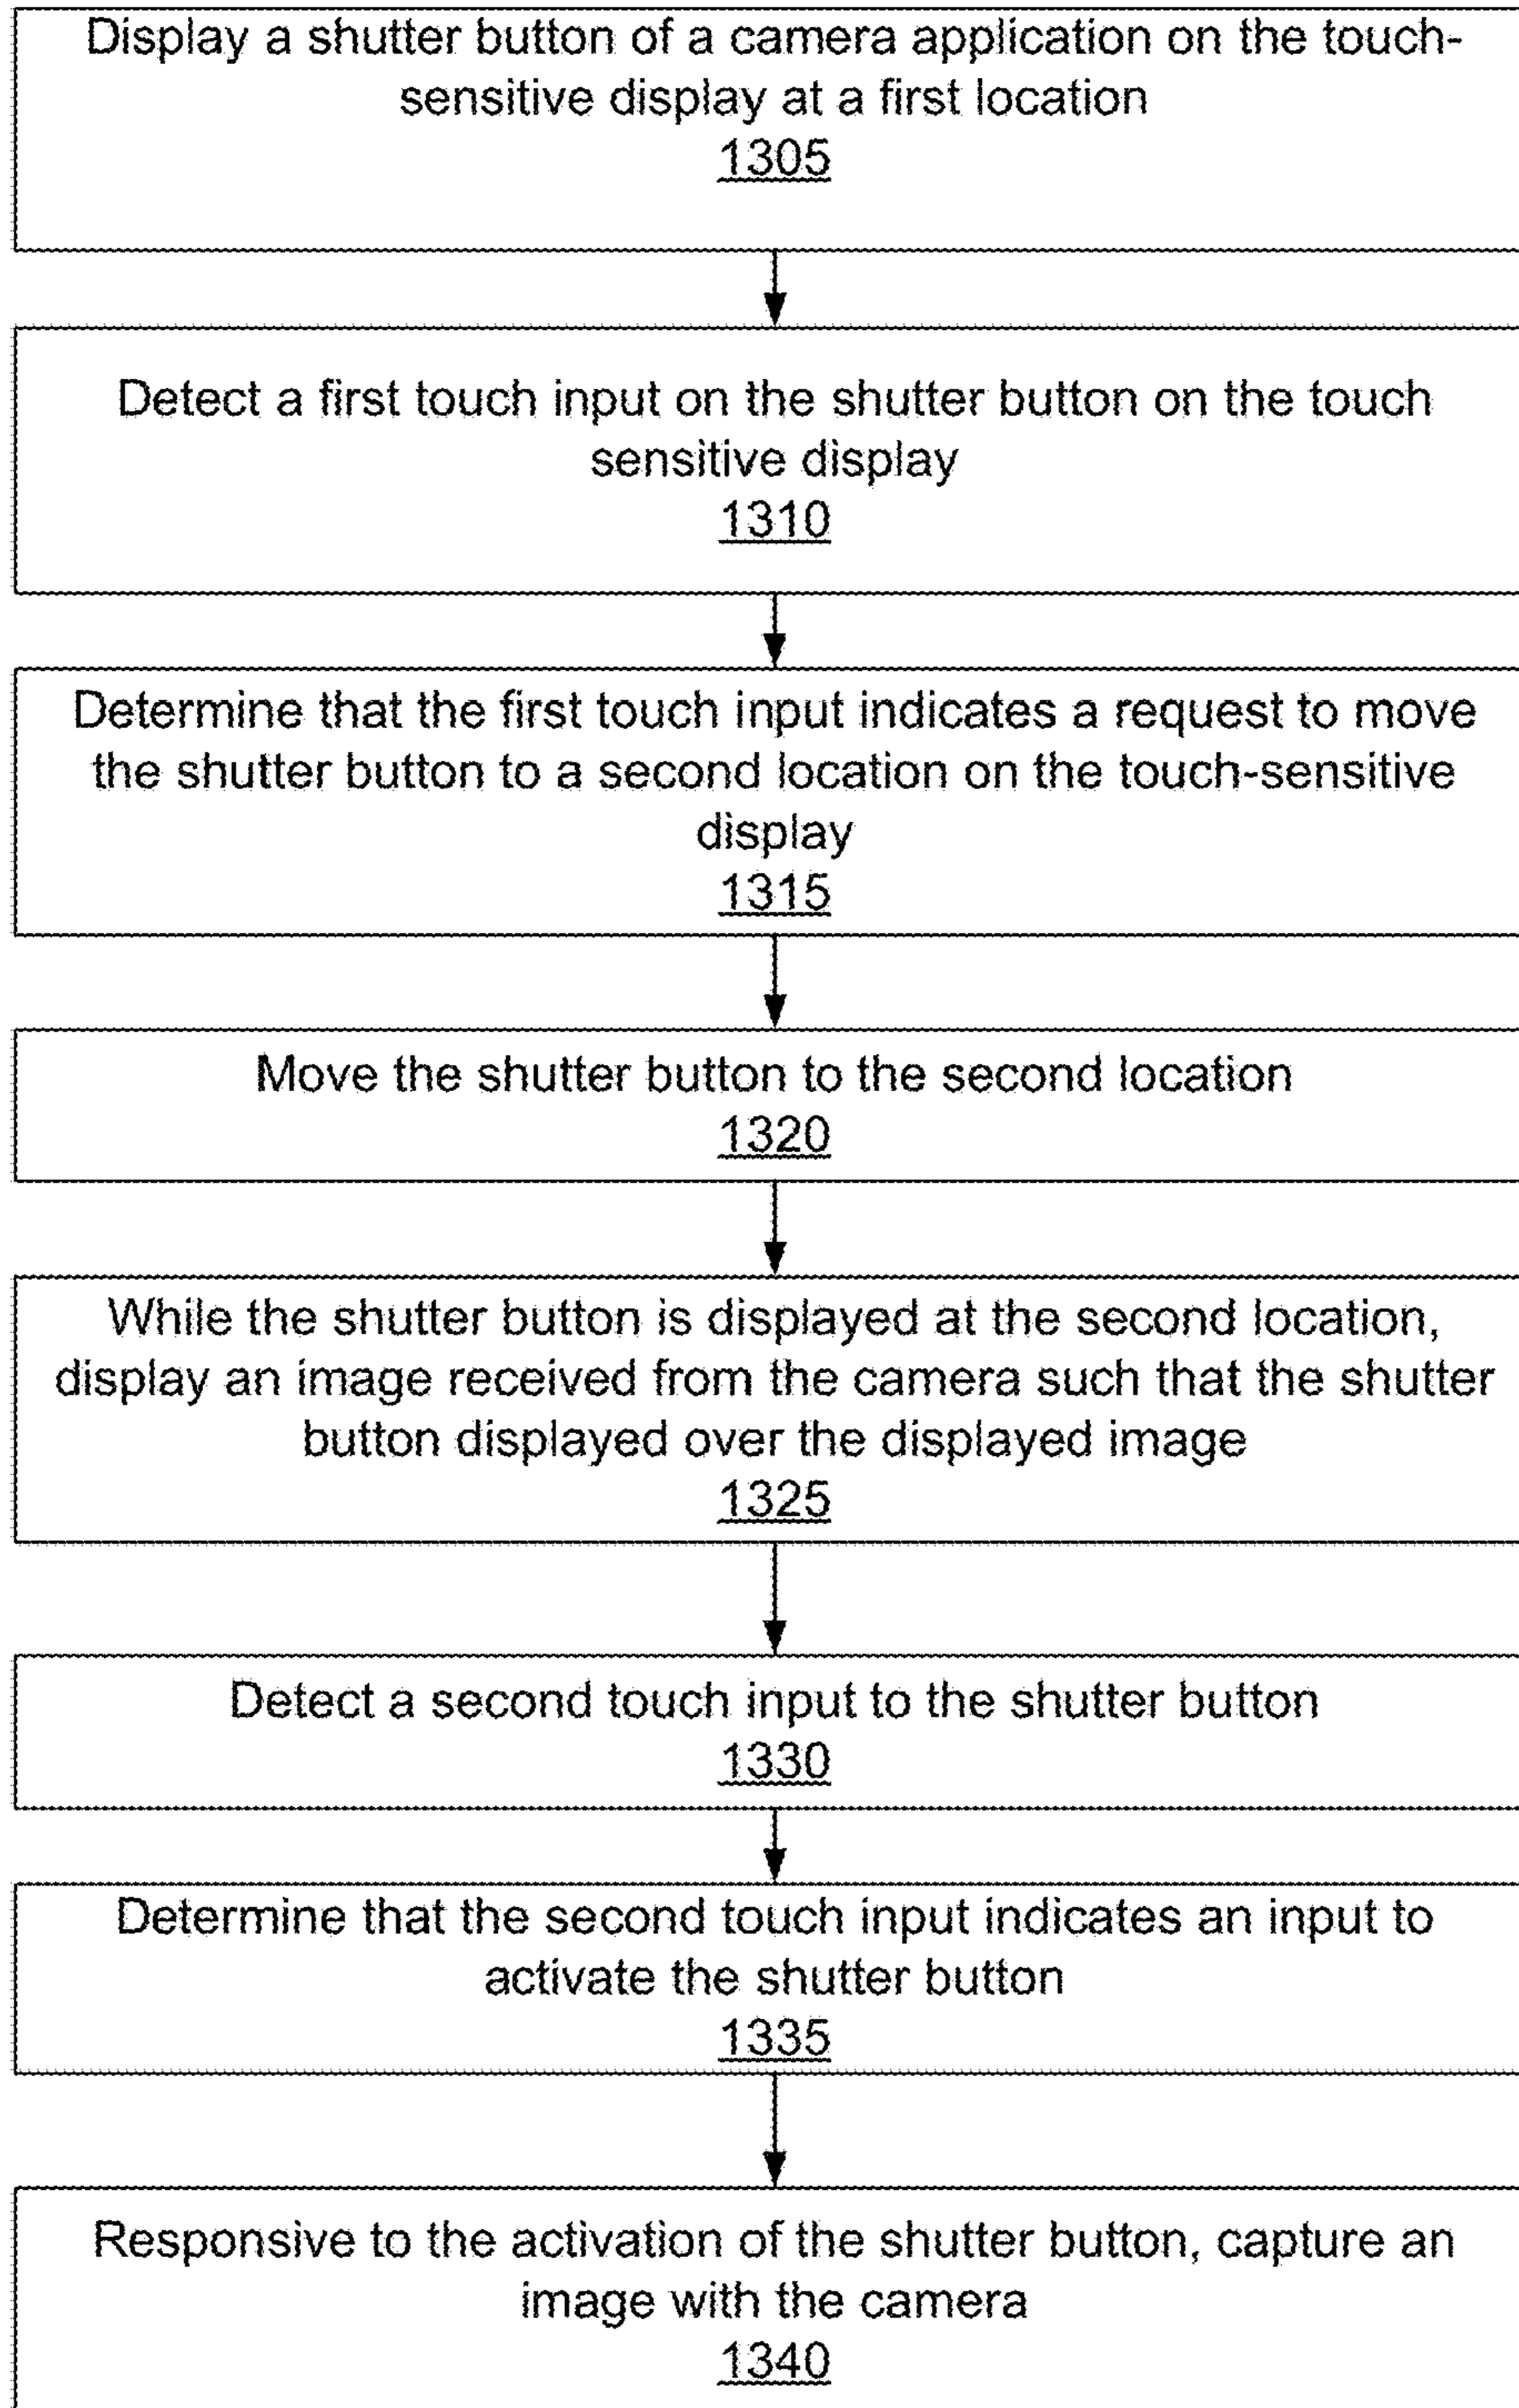 Display a shutter button of a camera application on the touch-
sensitive display at a first location
1305
Detect a first touch input on the shutter button on the touch
sensitive display
1310
Determine that the first touch input indicates a request to move
the shutter button to a second location on the touch-sensitive
display
1315
Move the shutter button to the second location
1320
While the shutter button is displayed at the second location,
display an image received from the camera such that the shutter
button displayed over the displayed image
1325
Detect a second touch input to the shutter button
1330
Determine that the second touch input indicates an input to
activate the shutter button
1335
Responsive to the activation of the shutter button, capture an
image with the camera
1340